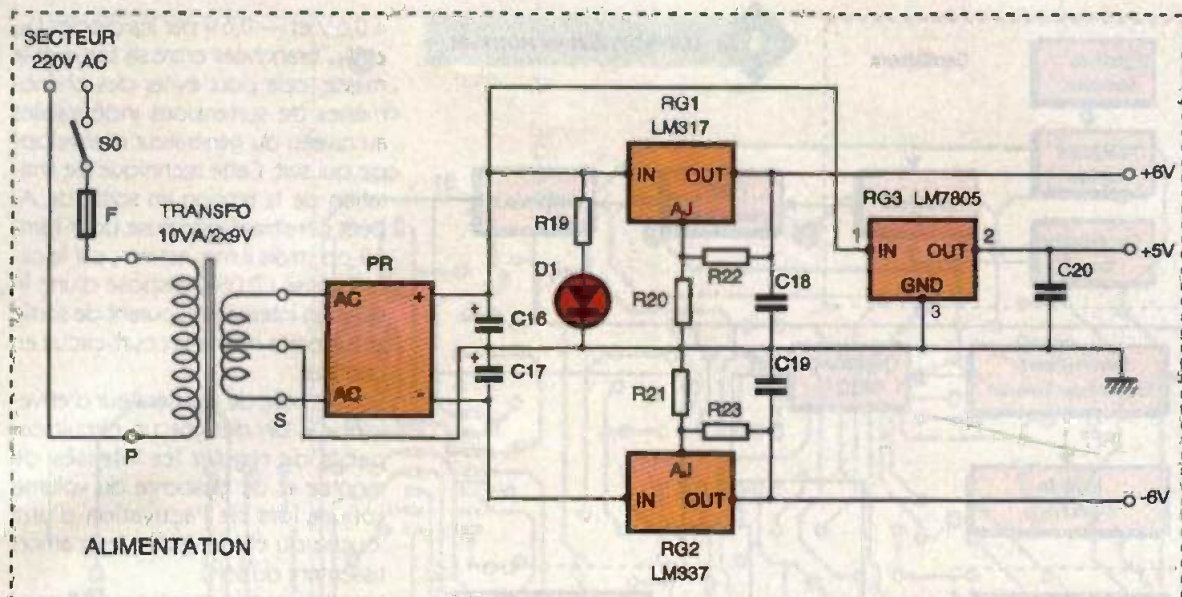 SECTEUR
220V AC
S0
F
TRANSFO
10VA/2x9V
P
S
PR
AC
+
AC
-
+
C16
+
C17
R19
D1
RG1
LM317
IN
OUT
AJ
R22
R20
C18
R21
R23
C19
AJ
IN
OUT
RG2
LM337
RG3 LM7805
1
IN
OUT
2
GND
3
C20
+6V
+5V
-6V
ALIMENTATION